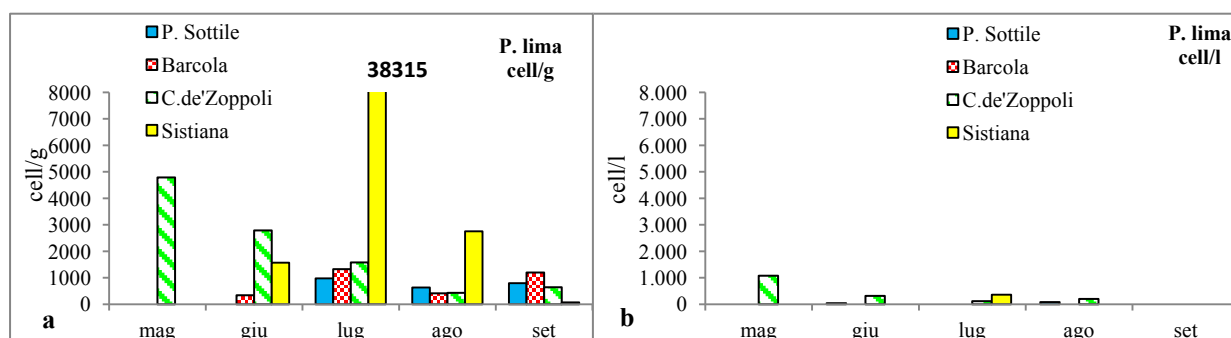 P. Sottile
Barcola
C.de'Zoppoli
Sistiana
P. lima
cell/g
38315
8000
7000
6000
5000
4000
3000
2000
1000
0
cell/g
a
mag
giu
lug
ago
set
P. Sottile
Barcola
C.de'Zoppoli
Sistiana
P. lima
cell/l
8.000
7.000
6.000
5.000
4.000
3.000
2.000
1.000
0.000
cell/l
b
mag
giu
lug
ago
set